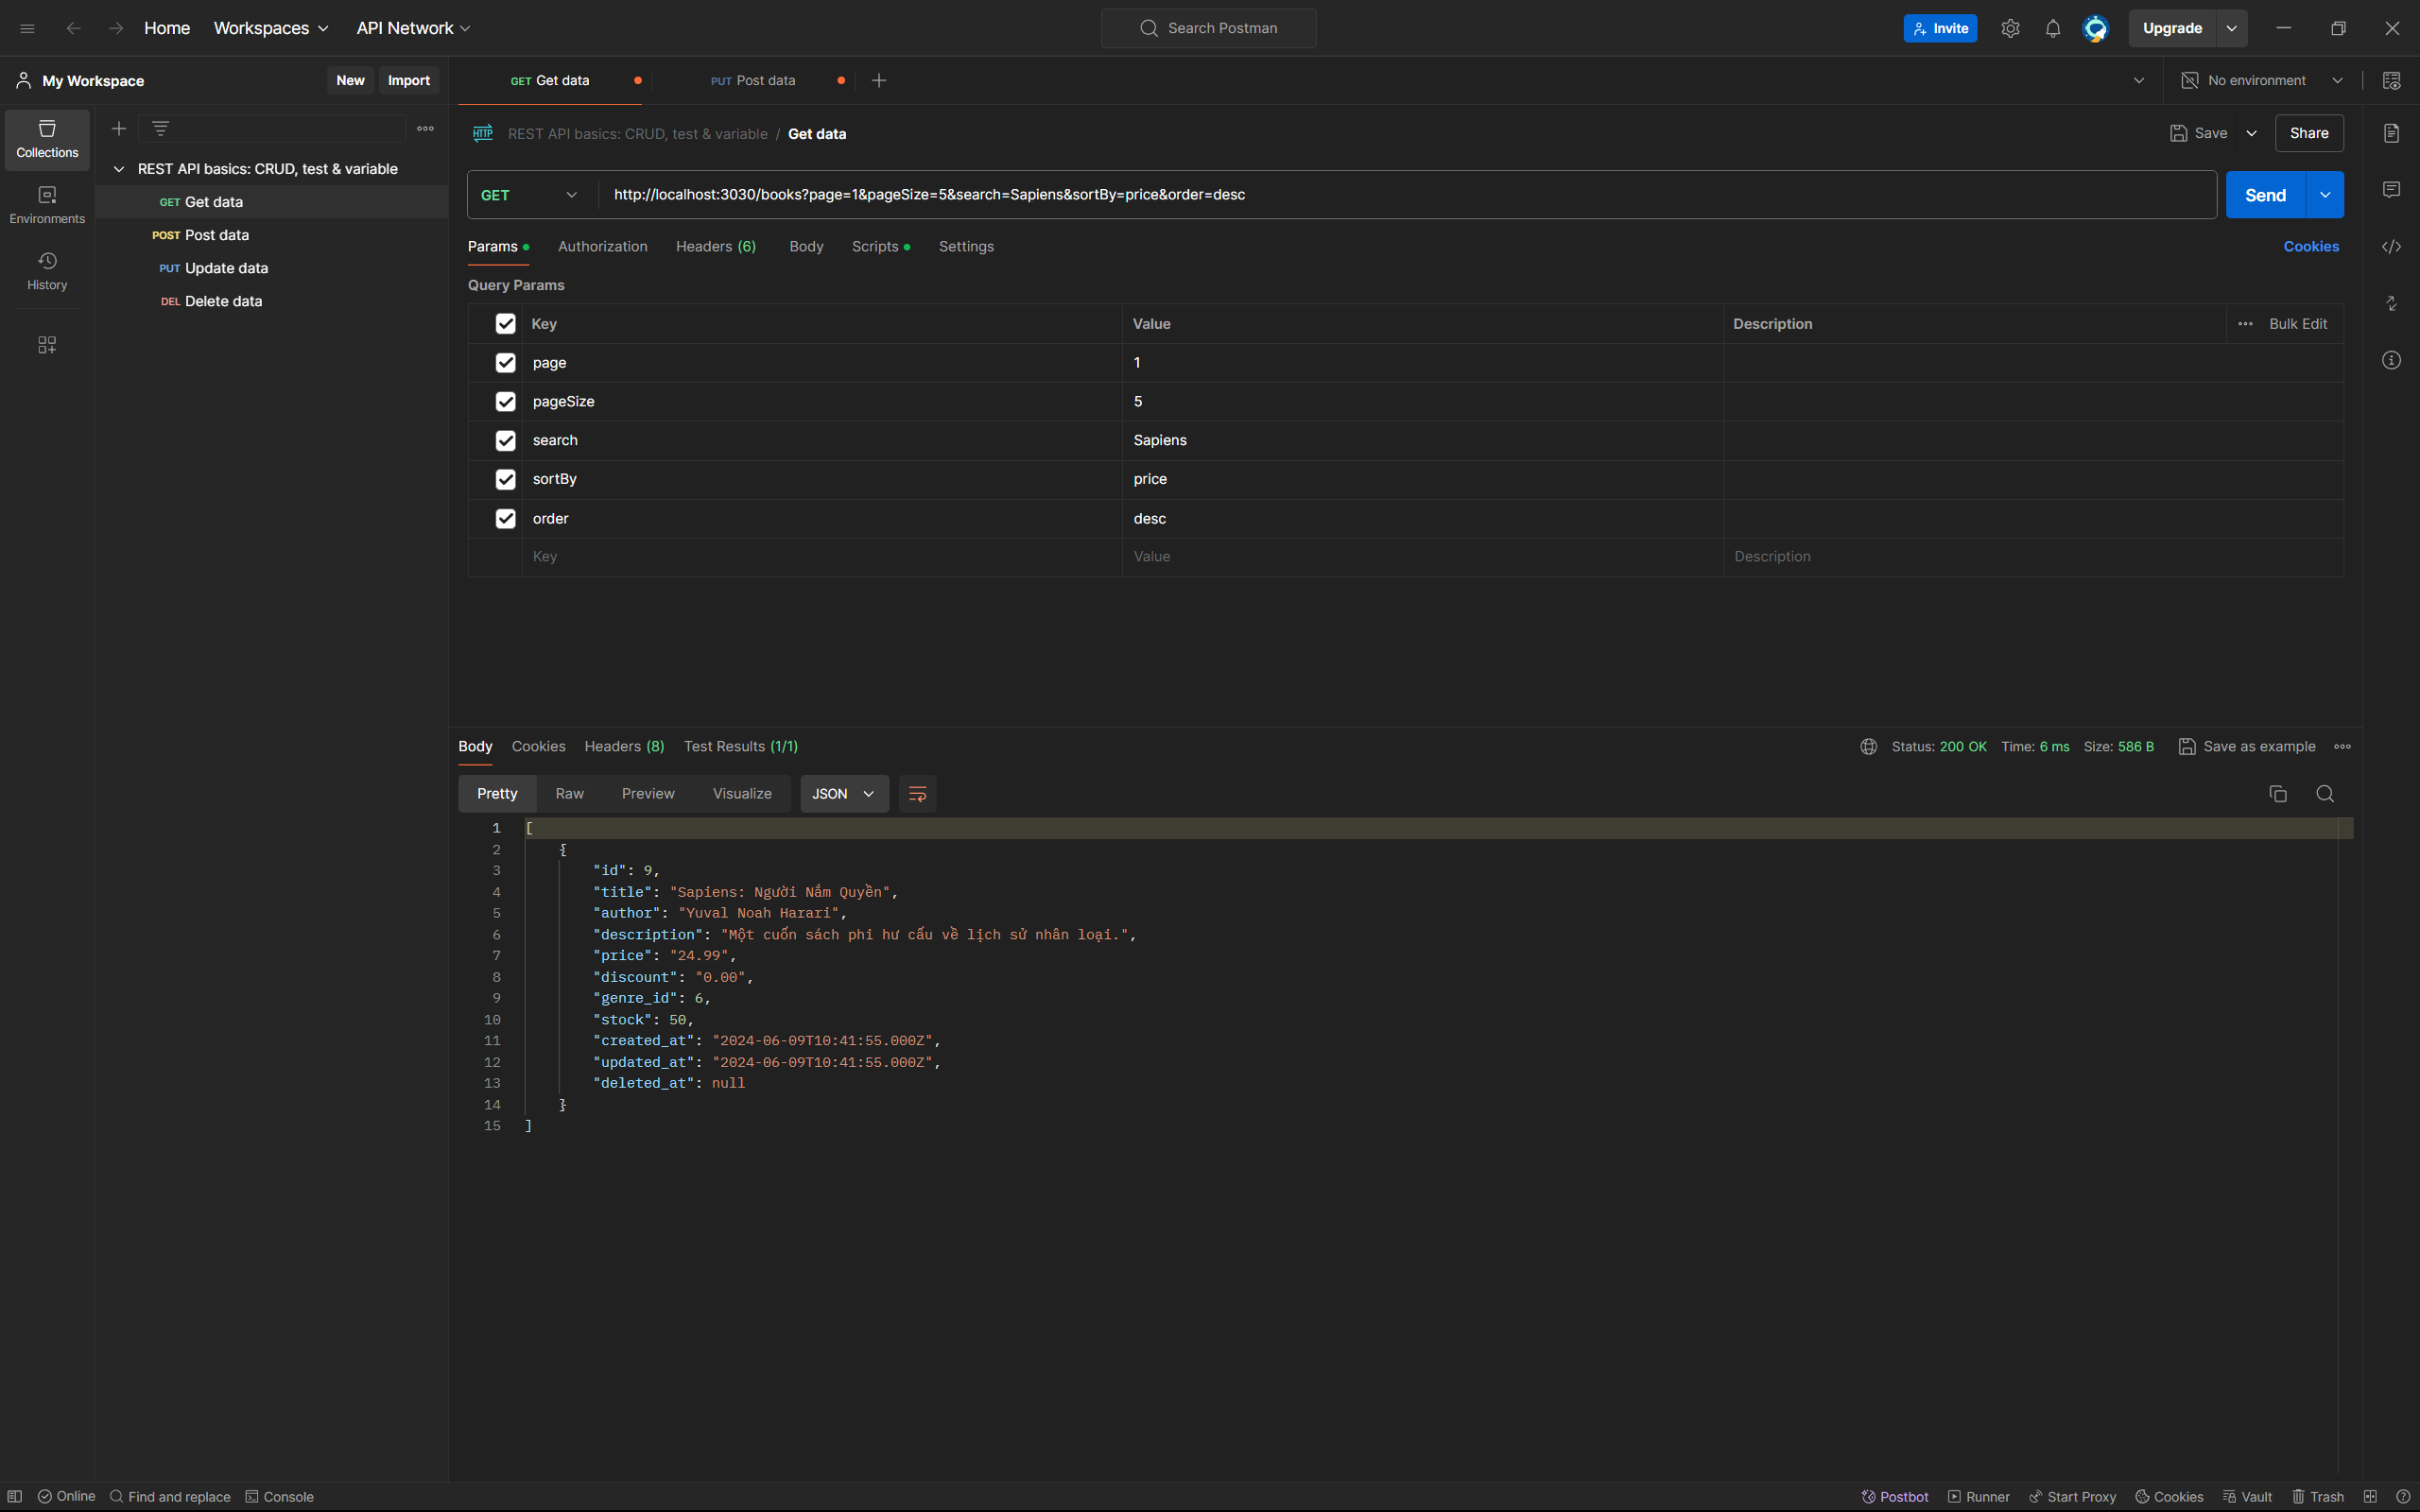 Home Workspaces API Network Search Postman Invite Upgrade
My Workspace New Import GET Get data PUT Post data No environment
Collections
Environments
History
REST API basics: CRUD, test & variable
GET Get data
POST Post data
PUT Update data
DEL Delete data
HTTP REST API basics: CRUD, test & variable / Get data Save Share
GET http://localhost:3030/books?page=1&pageSize=5&search=Sapiens&sortBy=price&order=desc Send
Params Authorization Headers (6) Body Scripts Settings Cookies
Query Params
Key Value Description Bulk Edit
page 1
pageSize 5
search Sapiens
sortBy price
order desc
Key Value Description
Body Cookies Headers (8) Test Results (1/1) Status: 200 OK Time: 6 ms Size: 586 B Save as example
Pretty Raw Preview Visualize JSON
1 [
2 {
3 "id": 9,
4 "title": "Sapiens: Người Nắm Quyền",
5 "author": "Yuval Noah Harari",
6 "description": "Một cuốn sách phi hư cấu về lịch sử nhân loại.",
7 "price": "24.99",
8 "discount": "0.00",
9 "genre_id": 6,
10 "stock": 50,
11 "created_at": "2024-06-09T10:41:55.000Z",
12 "updated_at": "2024-06-09T10:41:55.000Z",
13 "deleted_at": null
14 }
15 ]
Online Find and replace Console Postbot Runner Start Proxy Cookies Vault Trash